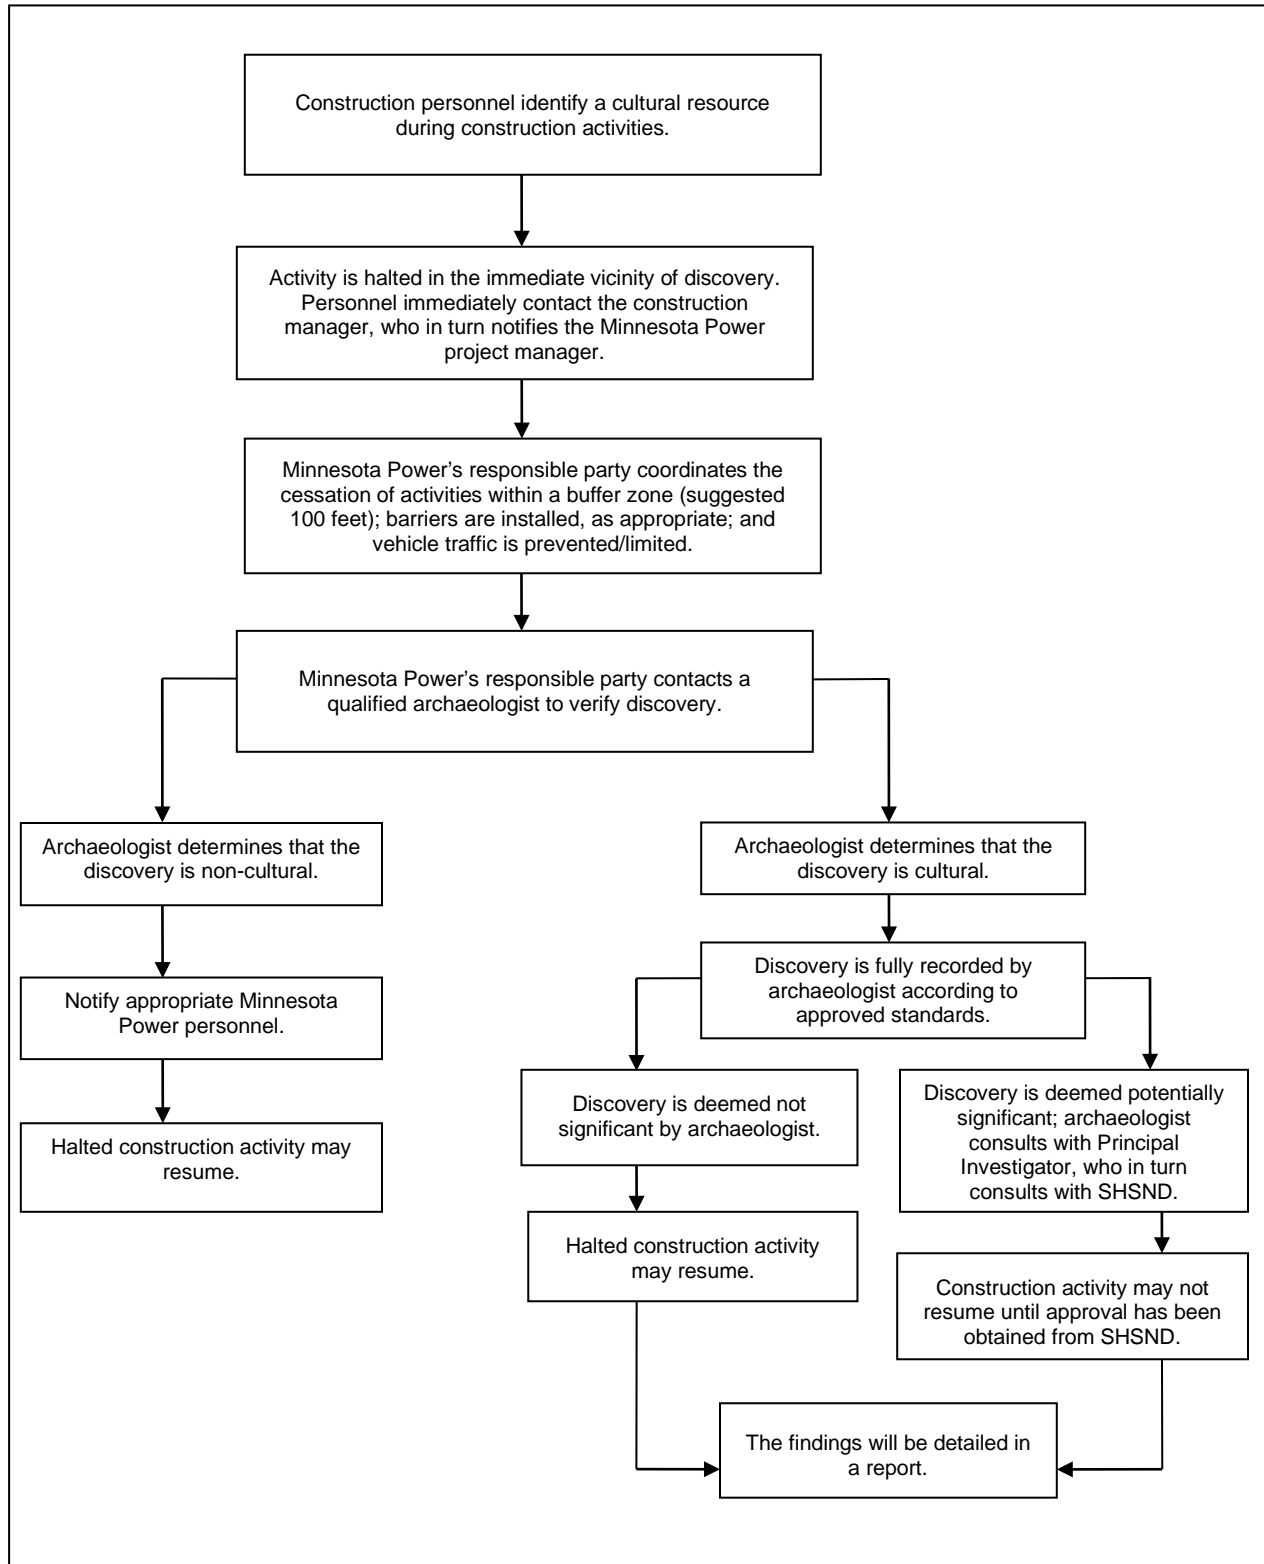 Construction personnel identify a cultural resource
during construction activities.
Activity is halted in the immediate vicinity of discovery.
Personnel immediately contact the construction
manager, who in turn notifies the Minnesota Power
project manager.
Minnesota Power’s responsible party coordinates the
cessation of activities within a buffer zone (suggested
100 feet); barriers are installed, as appropriate; and
vehicle traffic is prevented/limited.
Minnesota Power’s responsible party contacts a
qualified archaeologist to verify discovery.
Archaeologist determines that the
discovery is non-cultural.
Notify appropriate Minnesota
Power personnel.
Halted construction activity may
resume.
Archaeologist determines that the
discovery is cultural.
Discovery is fully recorded by
archaeologist according to
approved standards.
Discovery is deemed not
significant by archaeologist.
Halted construction activity
may resume.
Discovery is deemed potentially
significant; archaeologist
consults with Principal
Investigator, who in turn
consults with SHSND.
Construction activity may not
resume until approval has been
obtained from SHSND.
The findings will be detailed in
a report.